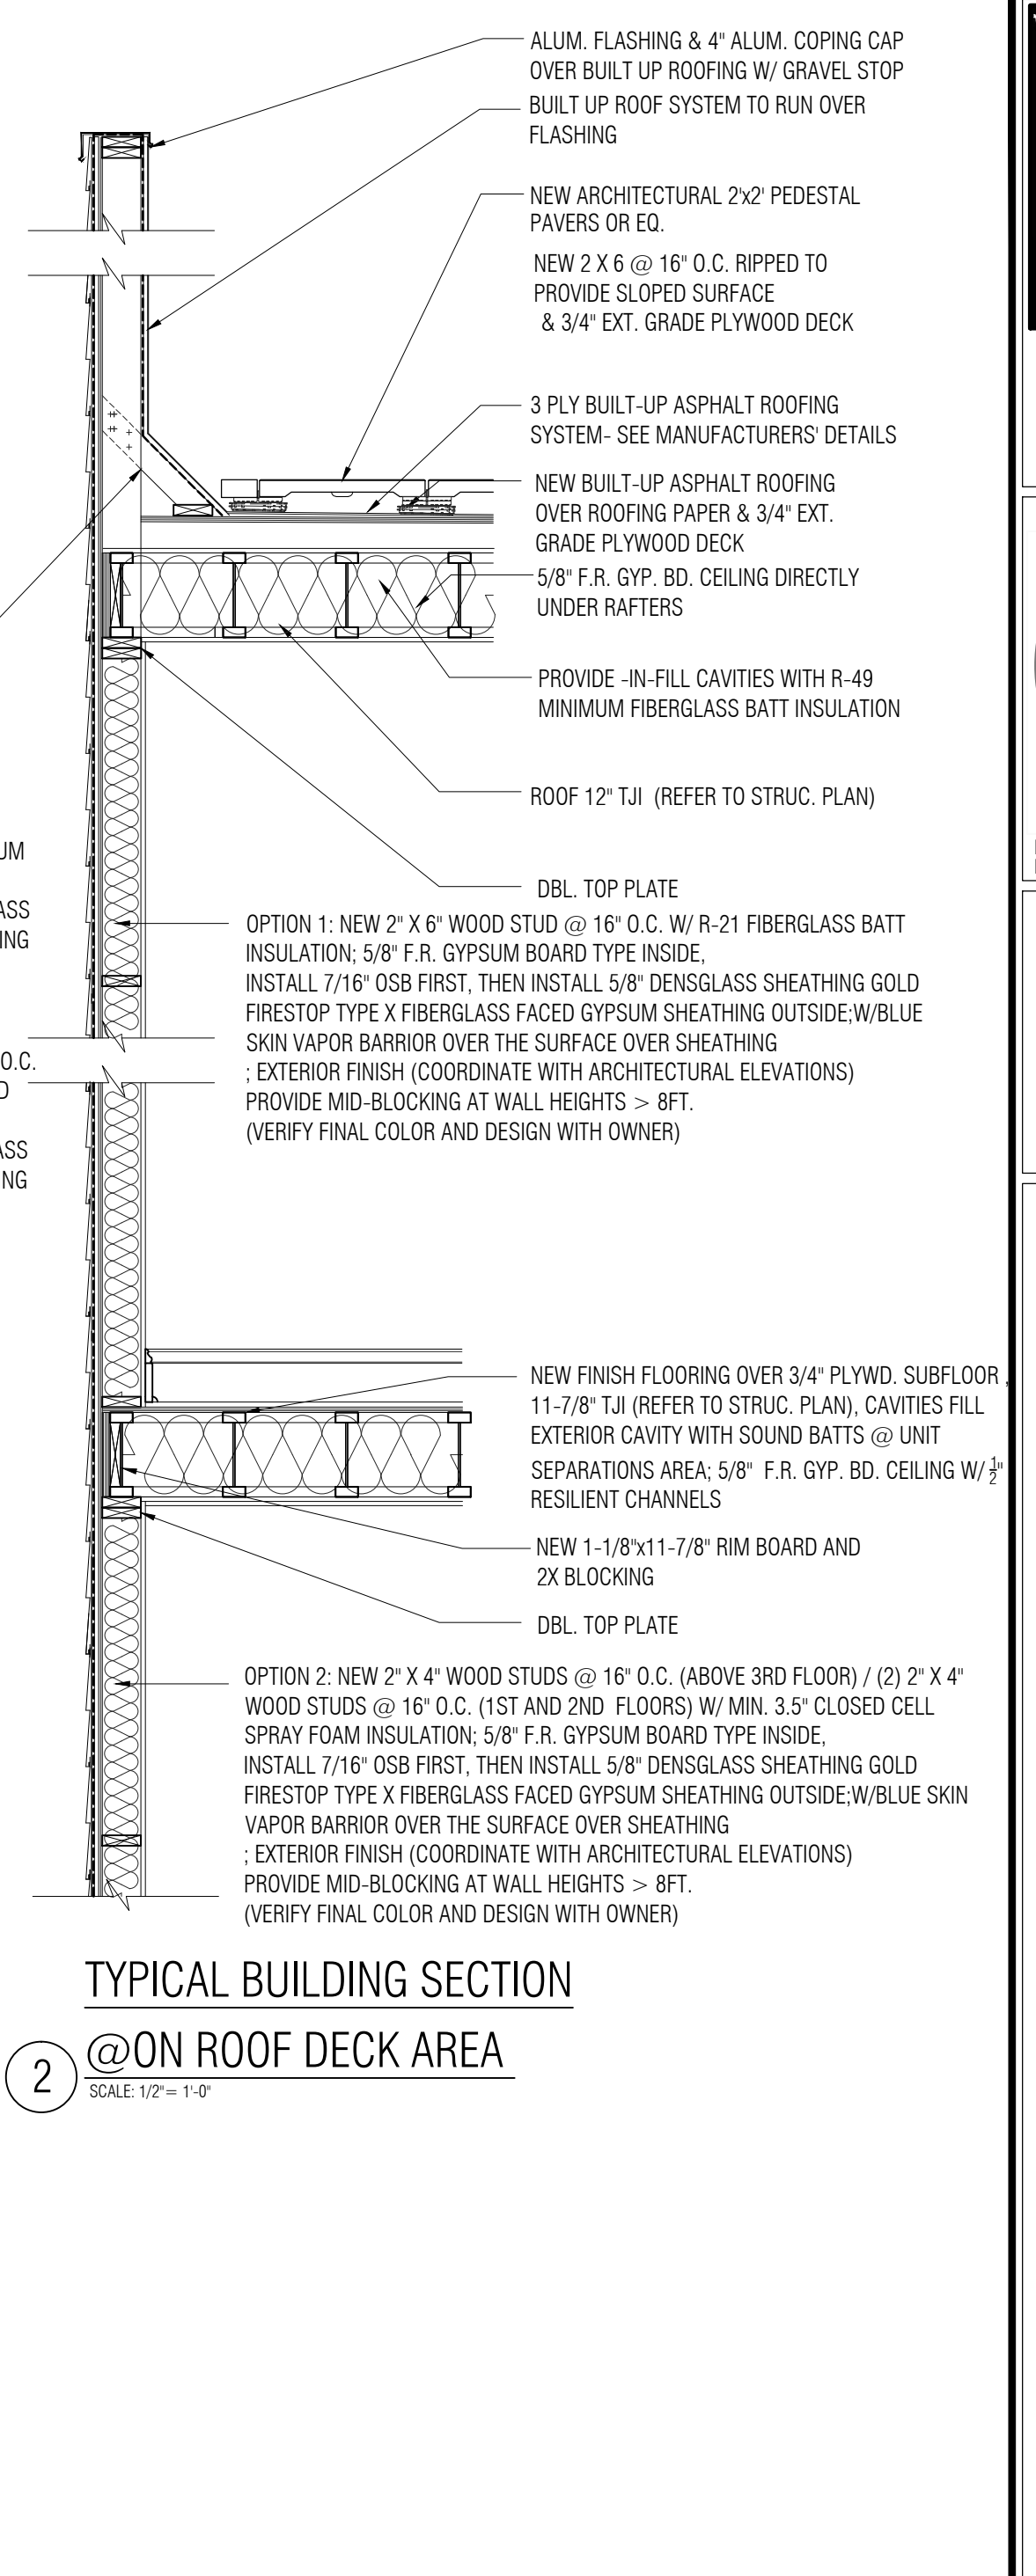 ALUM. FLASHING & 4" ALUM. COPING CAP
OVER BUILT UP ROOFING W/ GRAVEL STOP
BUILT UP ROOF SYSTEM TO RUN OVER
FLASHING
NEW ARCHITECTURAL 2'x2' PEDESTAL
PAVERS OR EQ.
NEW 2 X 6 @ 16" O.C. RIPPED TO
PROVIDE SLOPED SURFACE
& 3/4" EXT. GRADE PLYWOOD DECK
3 PLY BUILT-UP ASPHALT ROOFING
SYSTEM- SEE MANUFACTURERS' DETAILS
NEW BUILT-UP ASPHALT ROOFING
OVER ROOFING PAPER & 3/4" EXT.
GRADE PLYWOOD DECK
5/8" F.R. GYP. BD. CEILING DIRECTLY
UNDER RAFTERS
PROVIDE -IN-FILL CAVITIES WITH R-49
MINIMUM FIBERGLASS BATT INSULATION
ROOF 12" TJI (REFER TO STRUC. PLAN)
DBL. TOP PLATE
UM
ASS
ING
O.C.
D
ASS
NG
OPTION 1: NEW 2" X 6" WOOD STUD @ 16" O.C. W/ R-21 FIBERGLASS BATT
INSULATION; 5/8" F.R. GYPSUM BOARD TYPE INSIDE,
INSTALL 7/16" OSB FIRST, THEN INSTALL 5/8" DENSGLASS SHEATHING GOLD
FIRESTOP TYPE X FIBERGLASS FACED GYPSUM SHEATHING OUTSIDE;W/BLUE
SKIN VAPOR BARRIOR OVER THE SURFACE OVER SHEATHING
; EXTERIOR FINISH (COORDINATE WITH ARCHITECTURAL ELEVATIONS)
PROVIDE MID-BLOCKING AT WALL HEIGHTS > 8FT.
(VERIFY FINAL COLOR AND DESIGN WITH OWNER)
NEW FINISH FLOORING OVER 3/4" PLYWD. SUBFLOOR ,
11-7/8" TJI (REFER TO STRUC. PLAN), CAVITIES FILL
EXTERIOR CAVITY WITH SOUND BATTS @ UNIT
SEPARATIONS AREA; 5/8" F.R. GYP. BD. CEILING W/ 1/2"
RESILIENT CHANNELS
NEW 1-1/8"x11-7/8" RIM BOARD AND
2X BLOCKING
DBL. TOP PLATE
OPTION 2: NEW 2" X 4" WOOD STUDS @ 16" O.C. (ABOVE 3RD FLOOR) / (2) 2" X 4"
WOOD STUDS @ 16" O.C. (1ST AND 2ND FLOORS) W/ MIN. 3.5" CLOSED CELL
SPRAY FOAM INSULATION; 5/8" F.R. GYPSUM BOARD TYPE INSIDE,
INSTALL 7/16" OSB FIRST, THEN INSTALL 5/8" DENSGLASS SHEATHING GOLD
FIRESTOP TYPE X FIBERGLASS FACED GYPSUM SHEATHING OUTSIDE;W/BLUE SKIN
VAPOR BARRIOR OVER THE SURFACE OVER SHEATHING
; EXTERIOR FINISH (COORDINATE WITH ARCHITECTURAL ELEVATIONS)
PROVIDE MID-BLOCKING AT WALL HEIGHTS > 8FT.
(VERIFY FINAL COLOR AND DESIGN WITH OWNER)
TYPICAL BUILDING SECTION
2 @ON ROOF DECK AREA
SCALE: 1/2"= 1'-0"